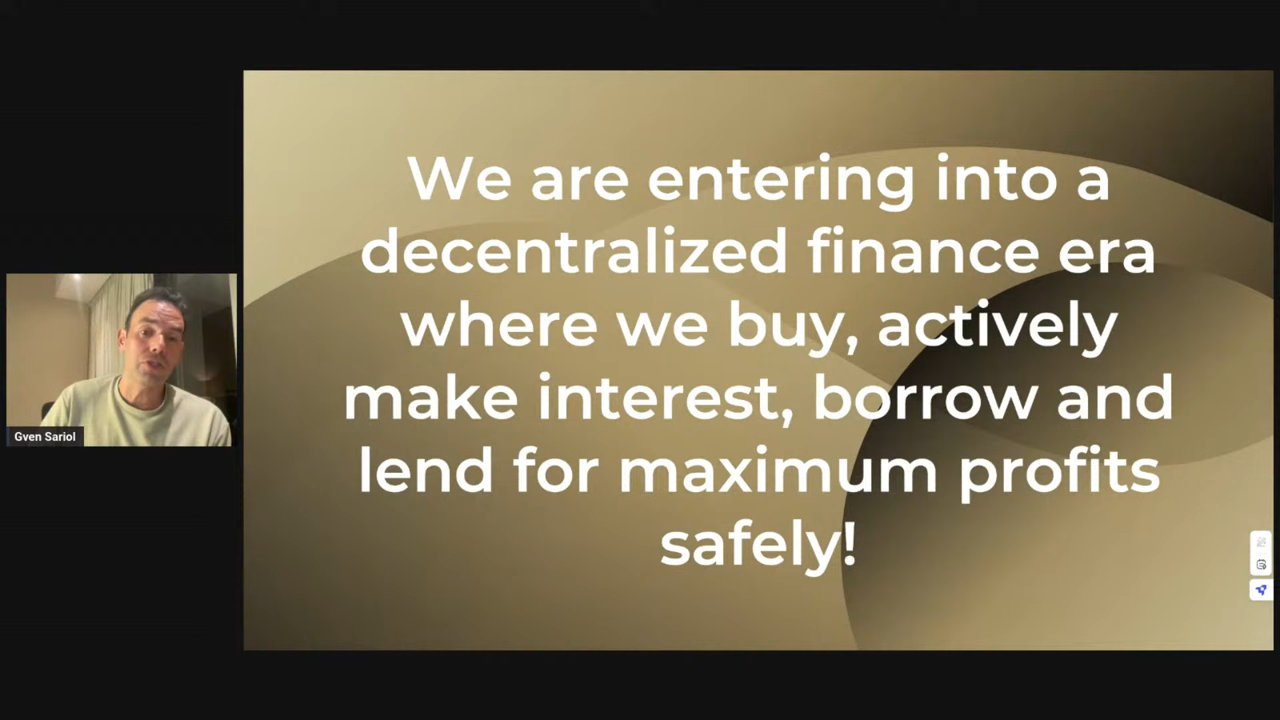 We are entering into a
decentralized finance era
where we buy, actively
make interest, borrow and
lend for maximum profits
safely!
Gven Sariol